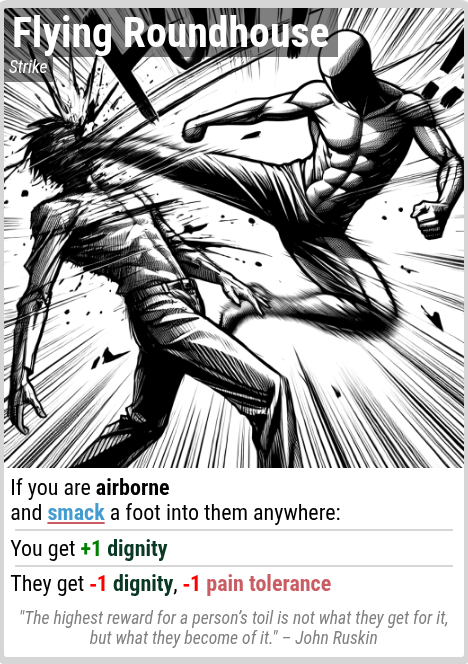 Flying Roundhouse
Strike
If you are airborne
and smack a foot into them anywhere:
You get +1 dignity
They get -1 dignity, -1 pain tolerance
"The highest reward for a person’s toil is not what they get for it,
but what they become of it." – John Ruskin